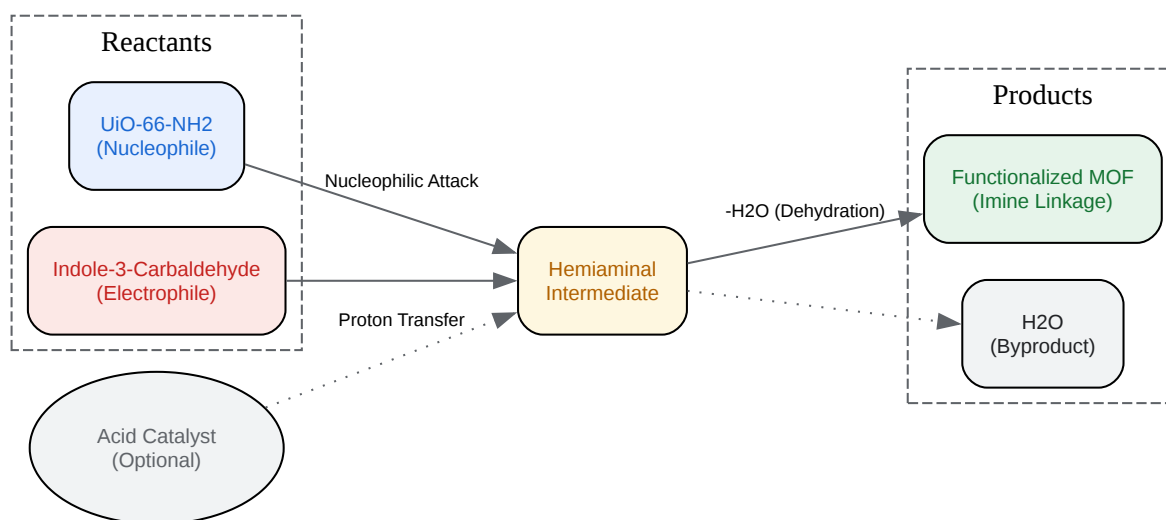 Reactants
UiO-66-NH2
(Nucleophile)
Indole-3-Carbaldehyde
(Electrophile)
Acid Catalyst
(Optional)
Nucleophilic Attack
Proton Transfer
Hemiaminal
Intermediate
-H2O (Dehydration)
Products
Functionalized MOF
(Imine Linkage)
H2O
(Byproduct)